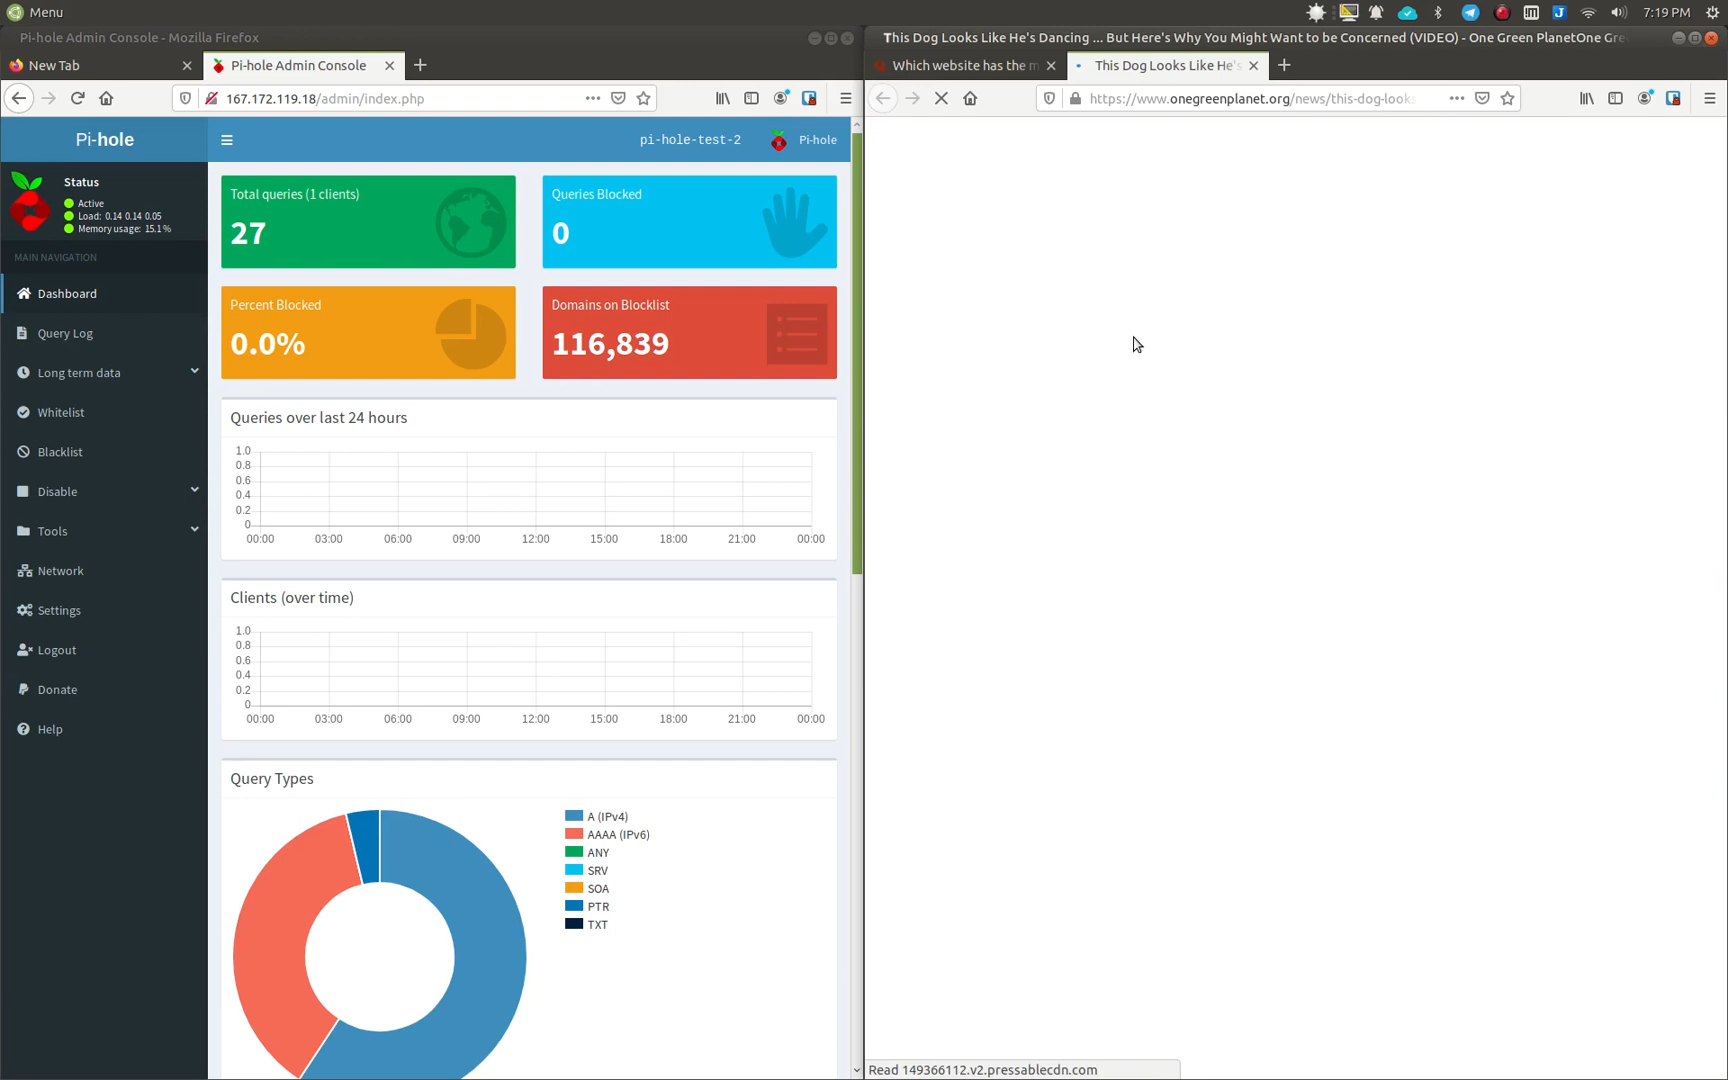 Menu
7:19 PM
Pi-hole Admin Console - Mozilla Firefox
New Tab
Pi-hole Admin Console
167.172.119.18/admin/index.php
Pi-hole
pi-hole-test-2
Pi-hole
Status
Active
Load: 0.14 0.14 0.05
Memory usage: 15.1 %
MAIN NAVIGATION
Dashboard
Query Log
Long term data
Whitelist
Blacklist
Disable
Tools
Network
Settings
Logout
Donate
Help
Total queries (1 clients)
27
Queries Blocked
0
Percent Blocked
0.0%
Domains on Blocklist
116,839
Queries over last 24 hours
1.0
0.8
0.6
0.4
0.2
0
00:00 03:00 06:00 09:00 12:00 15:00 18:00 21:00 00:00
Clients (over time)
1.0
0.8
0.6
0.4
0.2
0
00:00 03:00 06:00 09:00 12:00 15:00 18:00 21:00 00:00
Query Types
A (IPv4)
AAAA (IPv6)
ANY
SRV
SOA
PTR
TXT
This Dog Looks Like He's Dancing ... But Here's Why You Might Want to be Concerned (VIDEO) - One Green PlanetOne Gre
Which website has the m
This Dog Looks Like He's
https://www.onegreenplanet.org/news/this-dog-looks
Read 149366112.v2.pressablecdn.com